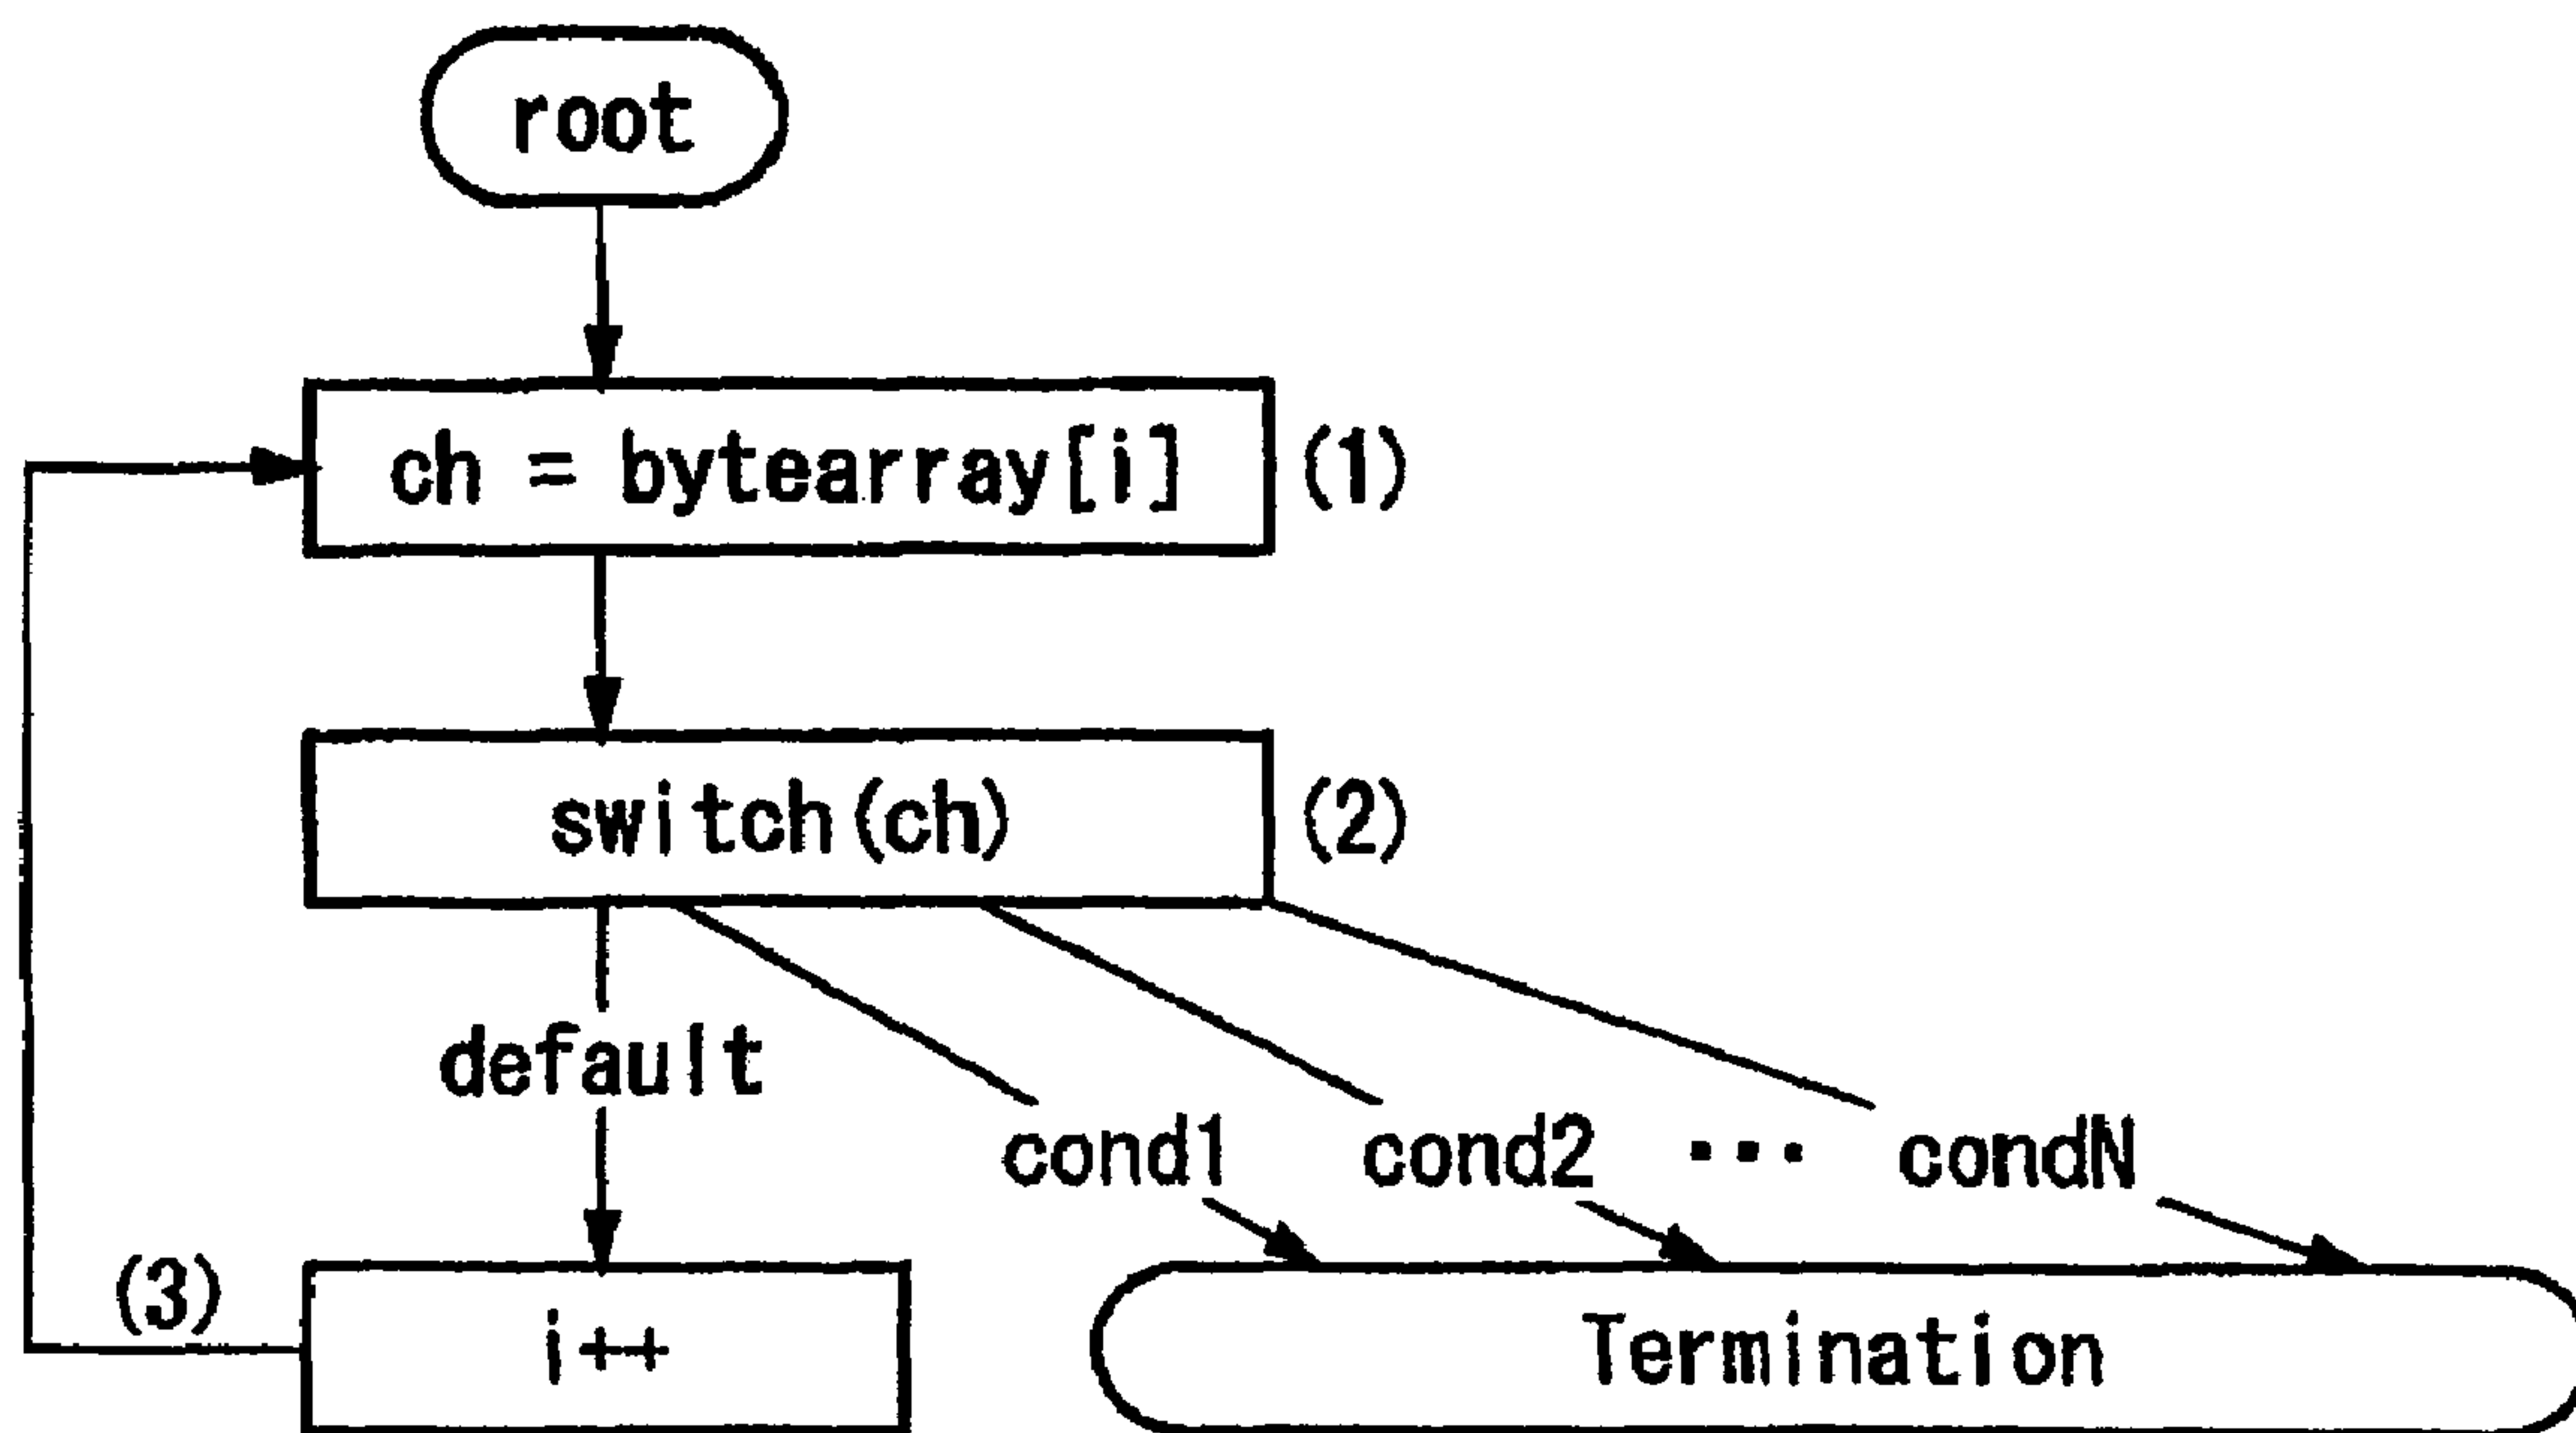 root
ch = bytearray[i] (1)
switch(ch) (2)
default
cond1 cond2 ... condN
(3)
i++
Termination